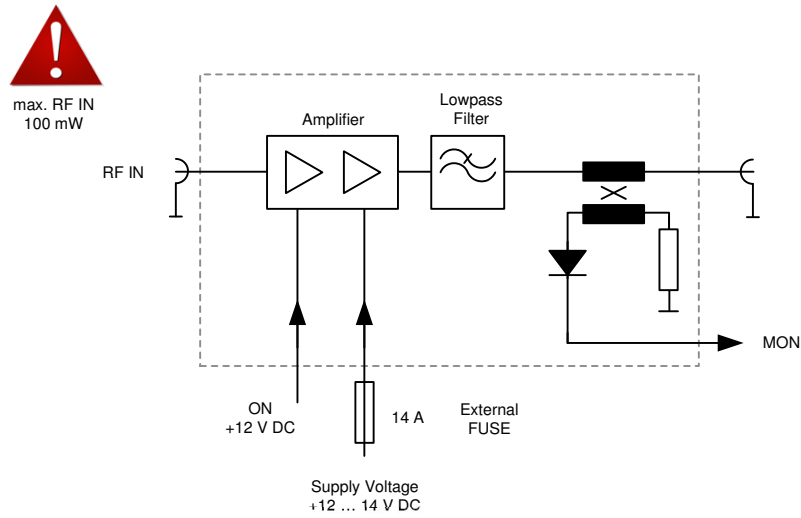 max. RF IN
100 mW
Amplifier
Lowpass
Filter
RF IN
MON
ON
+12 V DC
14 A
External
FUSE
Supply Voltage
+12 ... 14 V DC